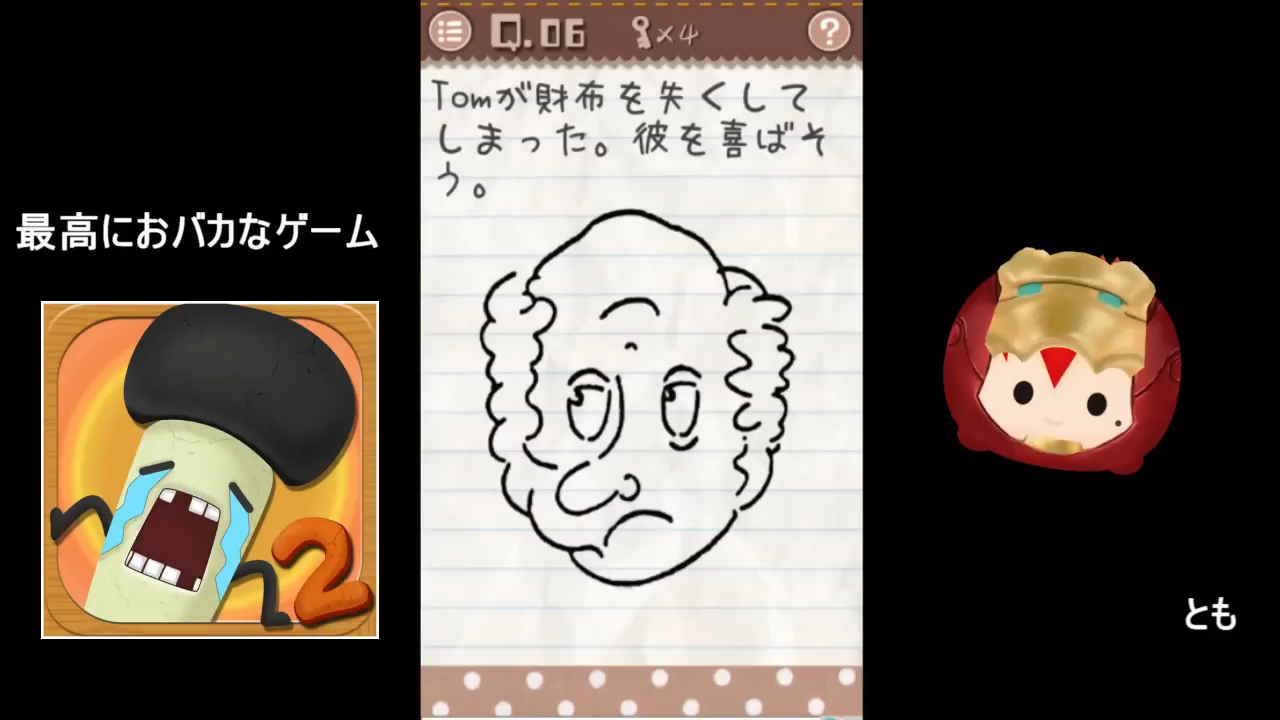 Q.06
×4
?
Tomが財布を失くして
しまった。彼を喜ばそ
う。
最高におバカなゲーム
2
とも